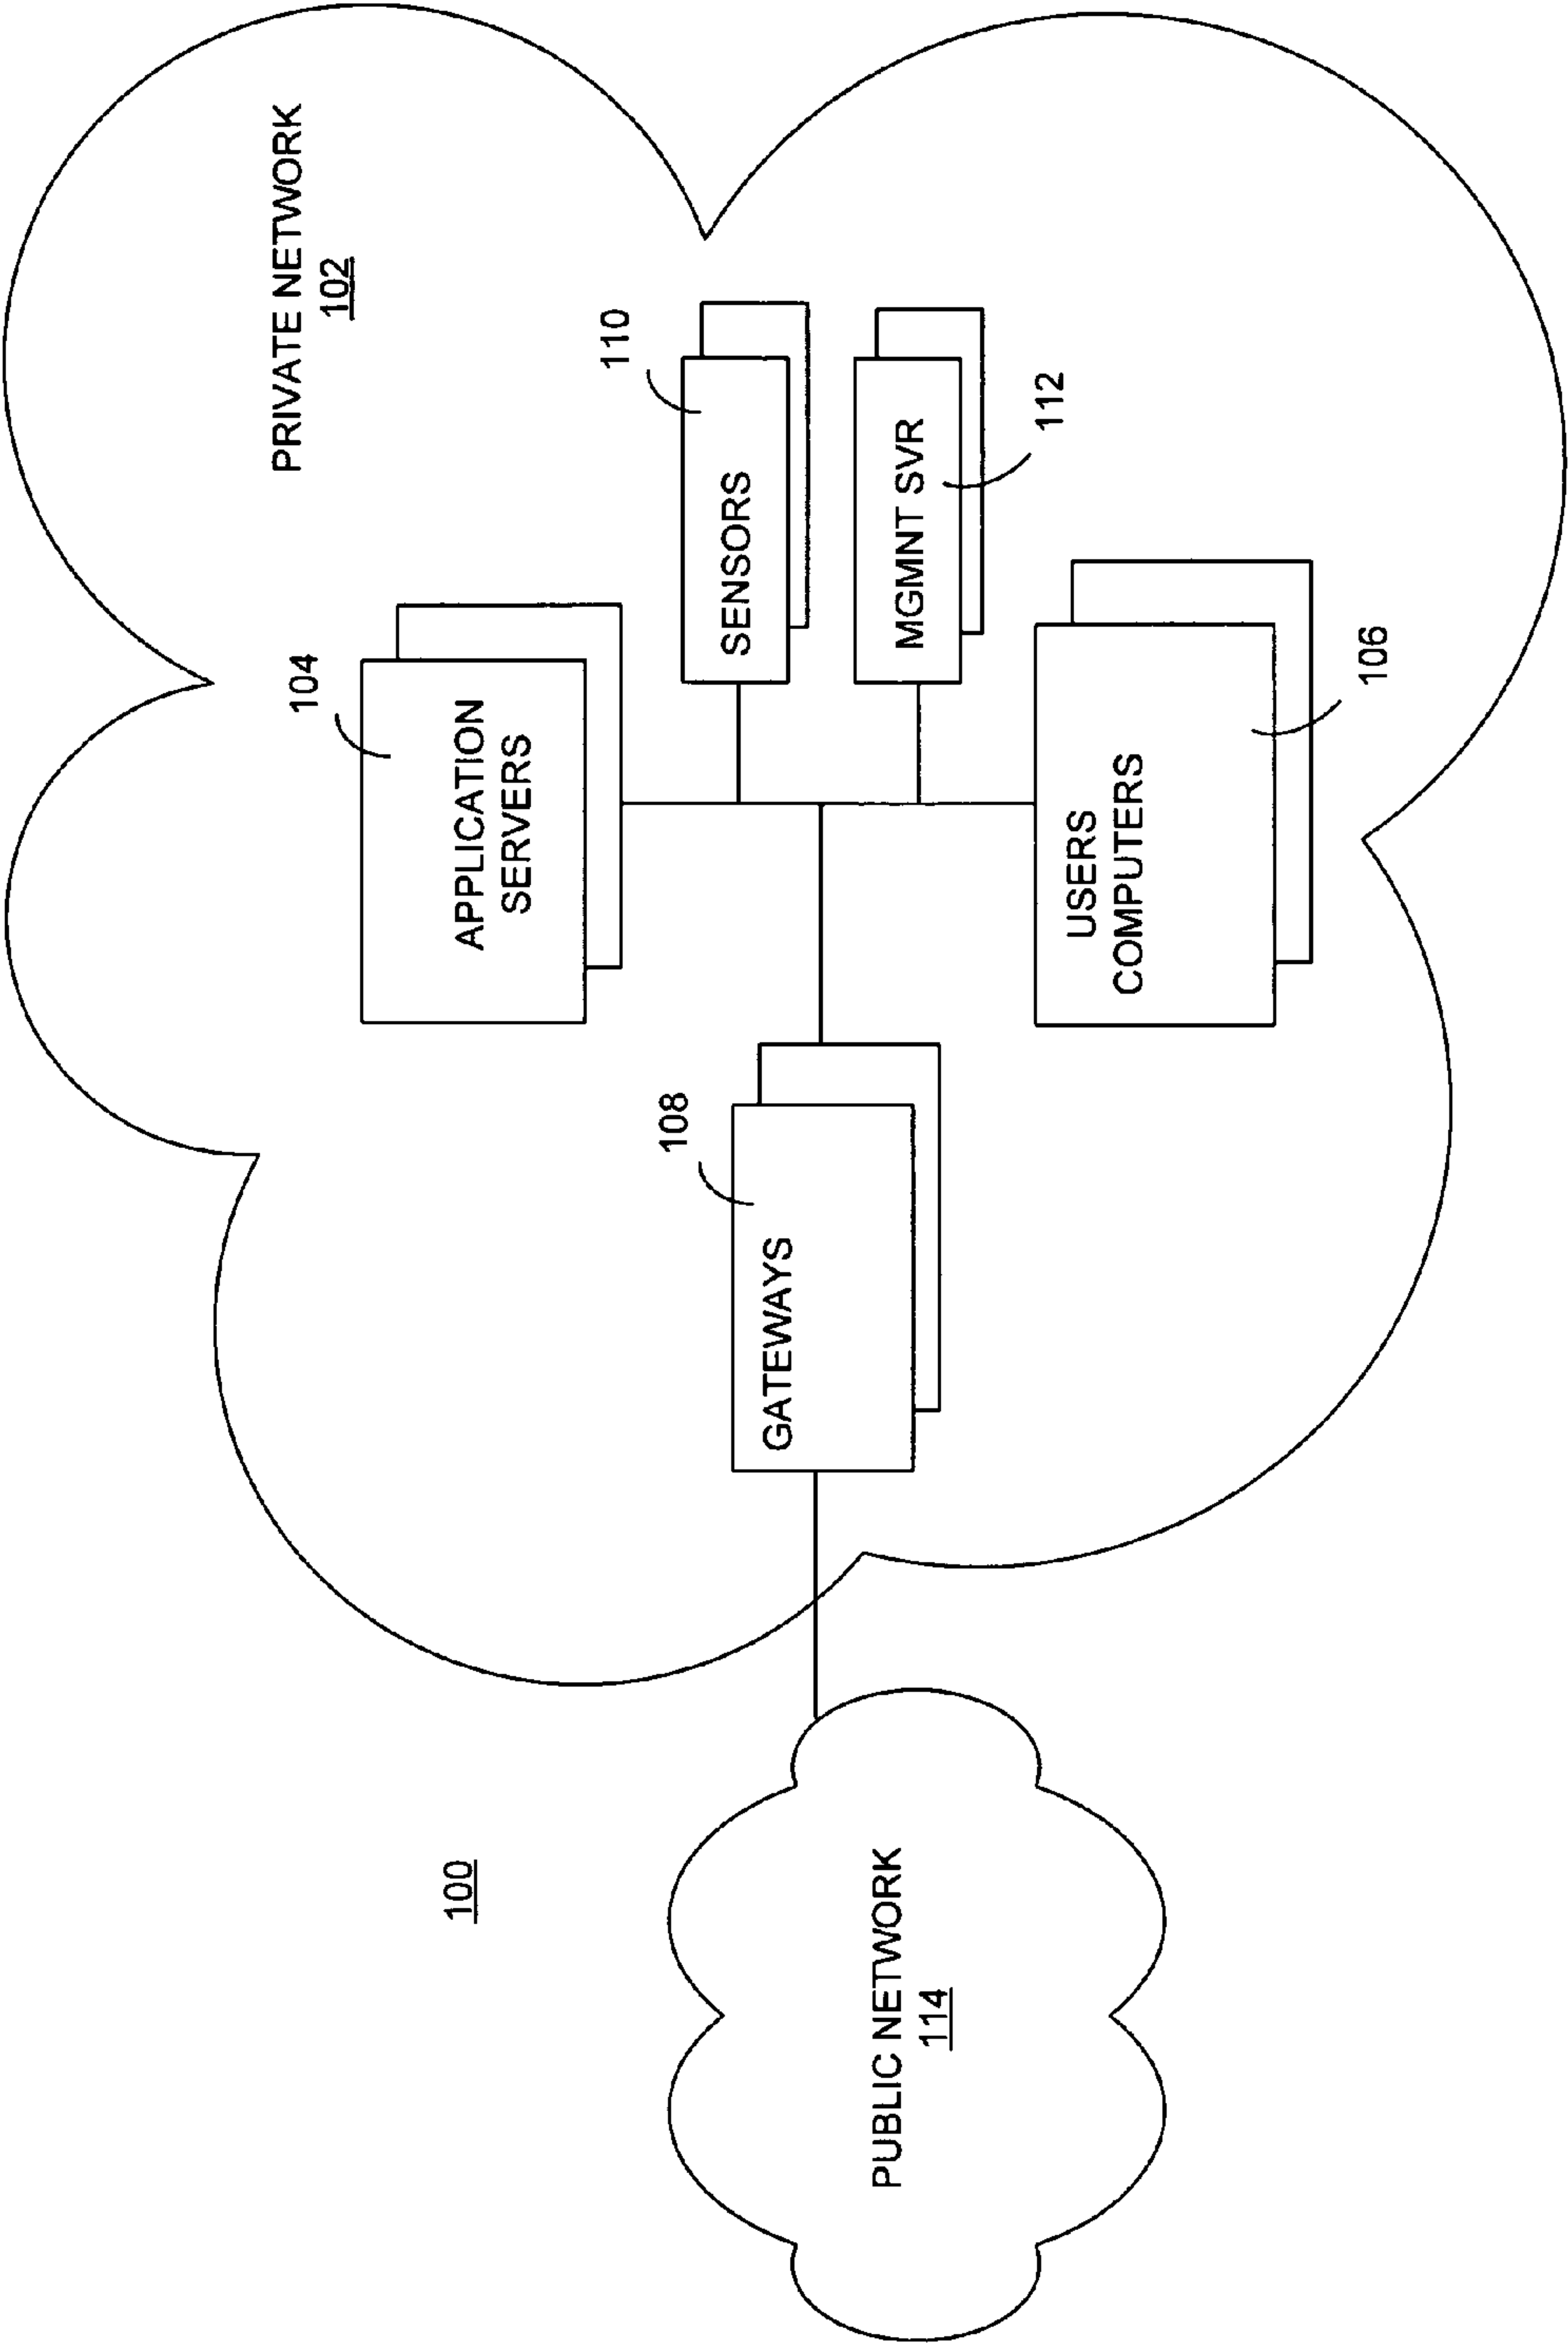 PRIVATE NETWORK
102
104
APPLICATION
SERVERS
110
SENSORS
108
GATEWAYS
MGMNT SVR
112
100
PUBLIC NETWORK
114
USERS
COMPUTERS
106